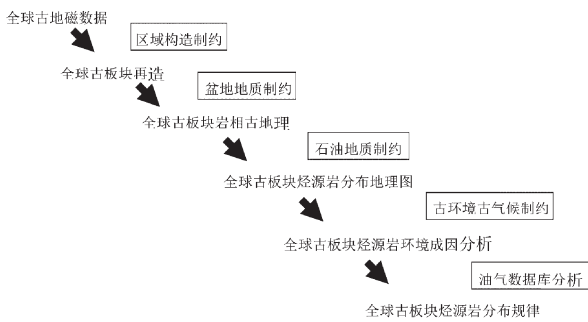 全球古地磁数据
区域构造制约
全球古板块再造
盆地地质制约
全球古板块岩相古地理
石油地质制约
全球古板块烃源岩分布地理图
古环境古气候制约
全球古板块烃源岩环境成因分析
油气数据库分析
全球古板块烃源岩分布规律